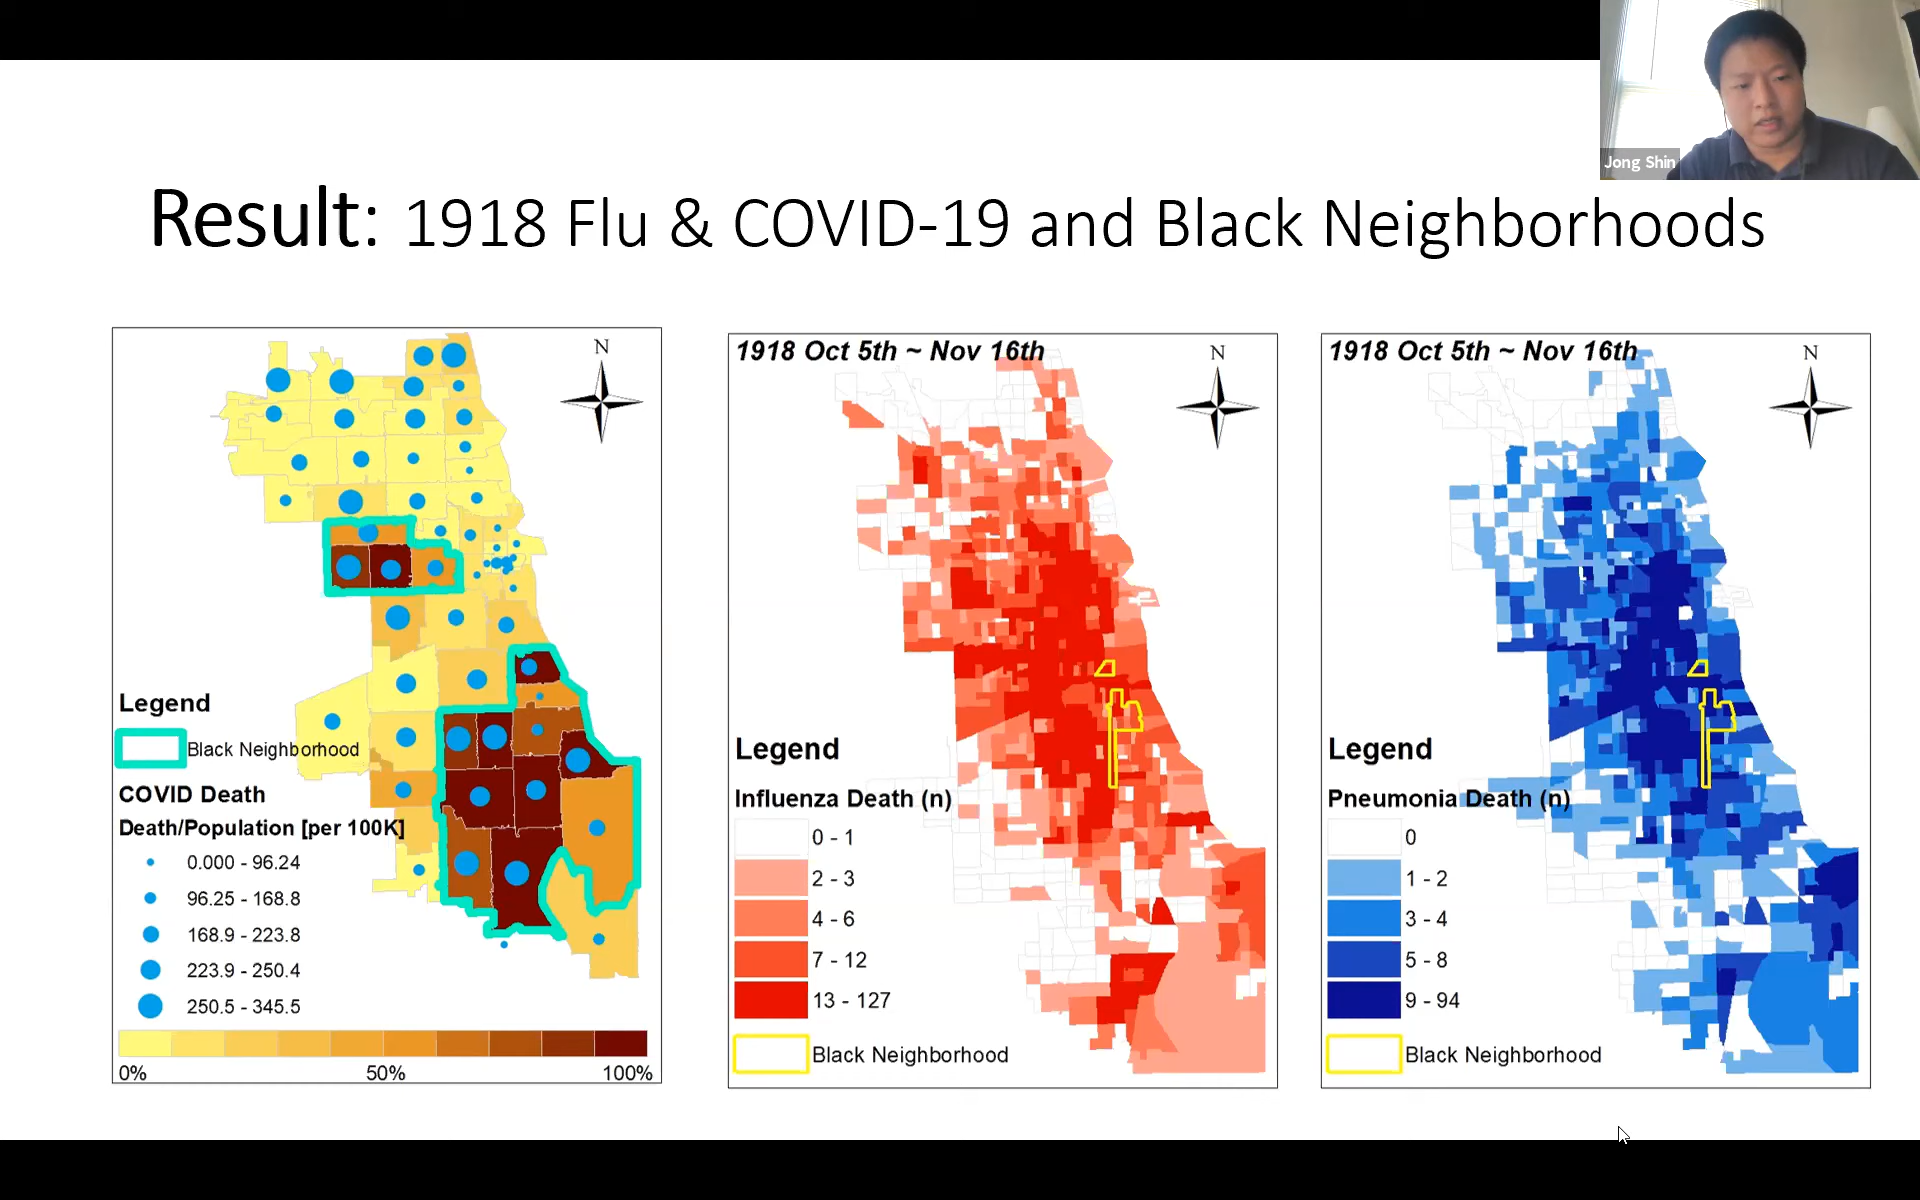 Jong Shin
Result: 1918 Flu & COVID-19 and Black Neighborhoods
N
Legend
Black Neighborhood
COVID Death
Death/Population [per 100K]
0.000 - 96.24
96.25 - 168.8
168.9 - 223.8
223.9 - 250.4
250.5 - 345.5
0% 50% 100%
1918 Oct 5th ~ Nov 16th
N
Legend
Influenza Death (n)
0 - 1
2 - 3
4 - 6
7 - 12
13 - 127
Black Neighborhood
1918 Oct 5th ~ Nov 16th
N
Legend
Pneumonia Death (n)
0
1 - 2
3 - 4
5 - 8
9 - 94
Black Neighborhood